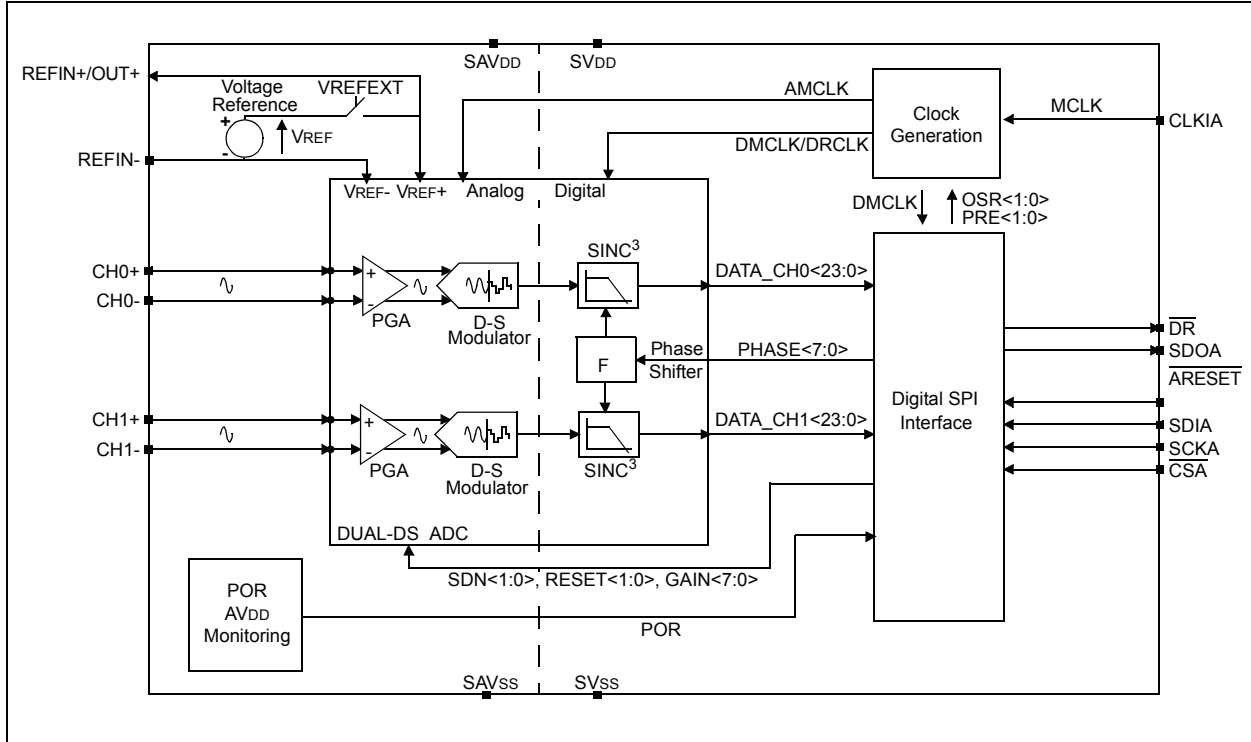 SAVDD
SVDD
REFIN+/OUT+
Voltage
Reference
VREFEXT
+
-
VREF
REFIN-
AMCLK
DMCLK/DRCLK
Clock
Generation
MCLK
CLKIA
VREF- VREF+ Analog Digital
DMCLK
OSR<1:0>
PRE<1:0>
CH0+
CH0-
+
-
PGA
D-S
Modulator
SINC3
DATA_CH0<23:0>
F
Phase
Shifter
PHASE<7:0>
Digital SPI
Interface
DR
SDOA
ARESET
SDIA
SCKA
CSA
CH1+
CH1-
+
-
PGA
D-S
Modulator
SINC3
DATA_CH1<23:0>
DUAL-DS ADC
SDN<1:0>, RESET<1:0>, GAIN<7:0>
POR
AVDD
Monitoring
POR
SAVSS
SVSS